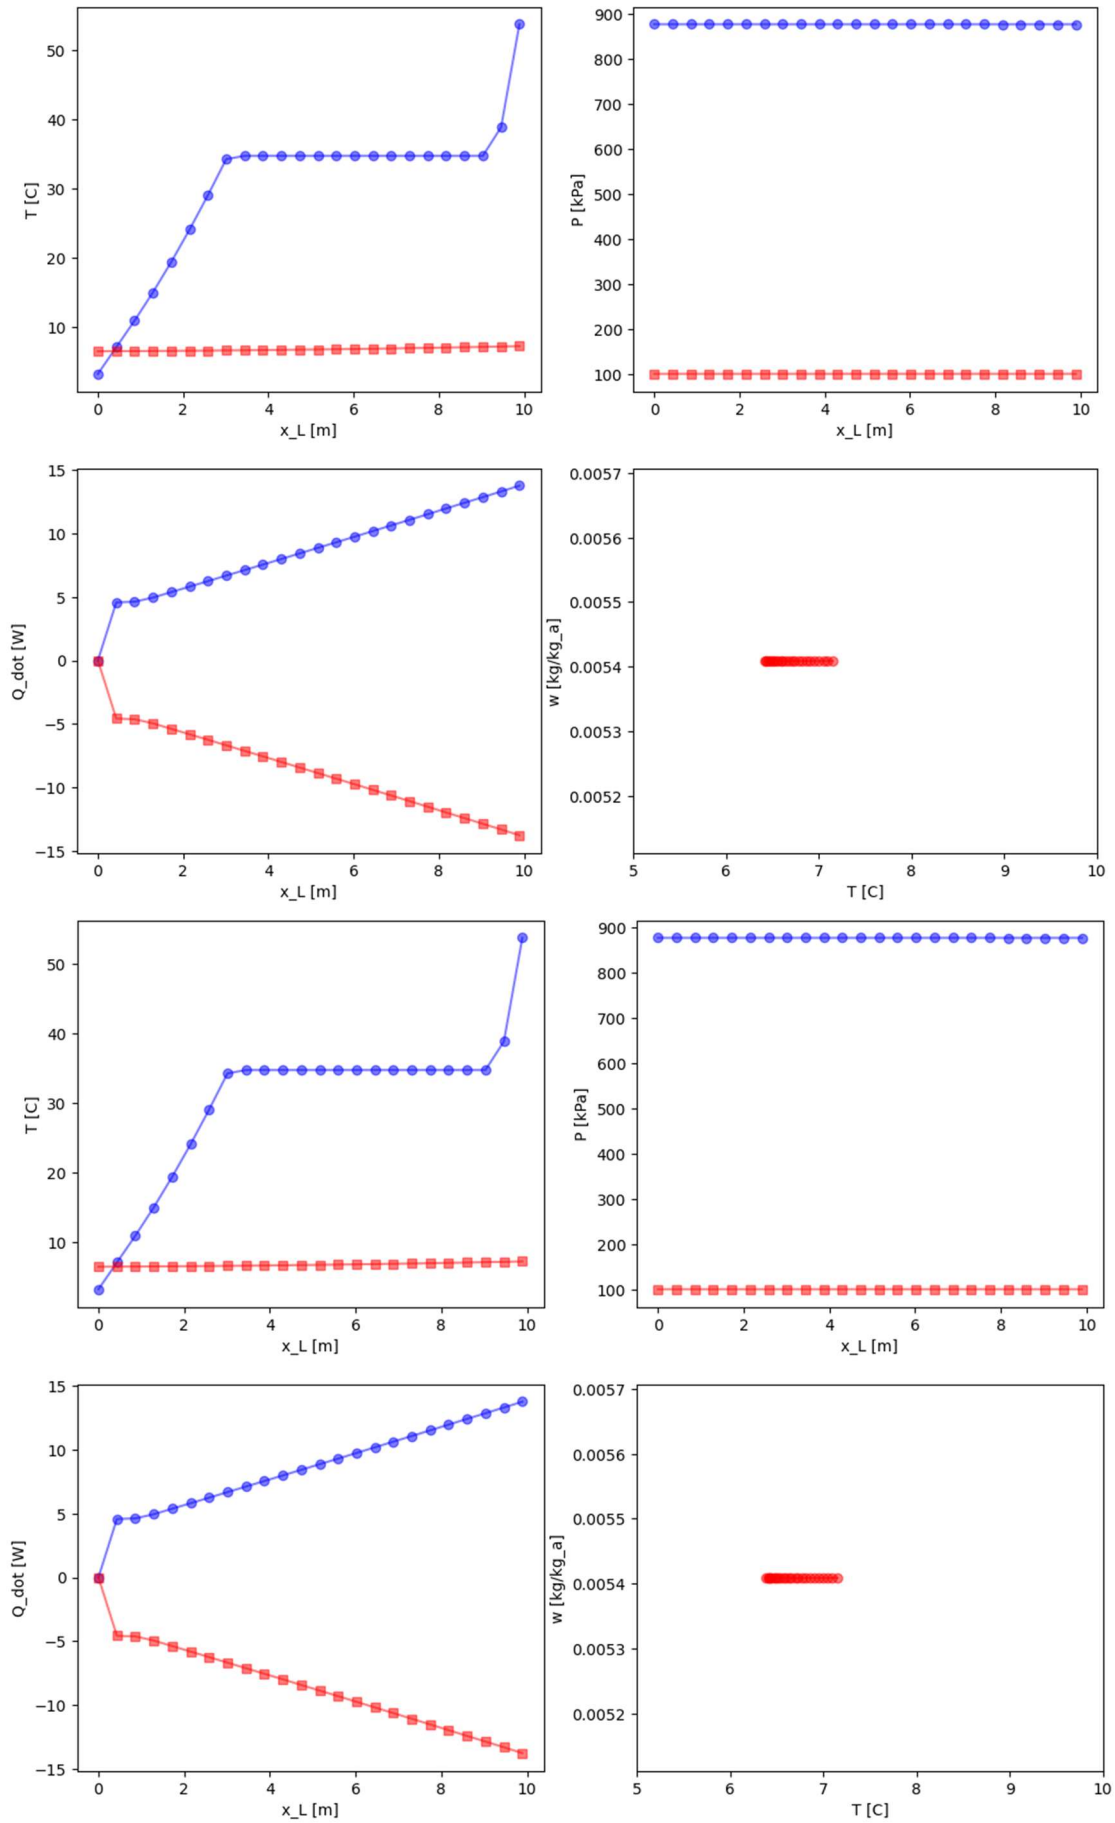 50
40
30
20
10
T [C]
0 2 4 6 8 10
x_L [m]
900
800
700
600
500
400
300
200
100
P [kPa]
0 2 4 6 8 10
x_L [m]
15
10
5
0
−5
−10
−15
Q_dot [W]
0 2 4 6 8 10
x_L [m]
0.0057
0.0056
0.0055
0.0054
0.0053
0.0052
w [kg/kg_a]
5 6 7 8 9 10
T [C]
50
40
30
20
10
T [C]
0 2 4 6 8 10
x_L [m]
900
800
700
600
500
400
300
200
100
P [kPa]
0 2 4 6 8 10
x_L [m]
15
10
5
0
−5
−10
−15
Q_dot [W]
0 2 4 6 8 10
x_L [m]
0.0057
0.0056
0.0055
0.0054
0.0053
0.0052
w [kg/kg_a]
5 6 7 8 9 10
T [C]